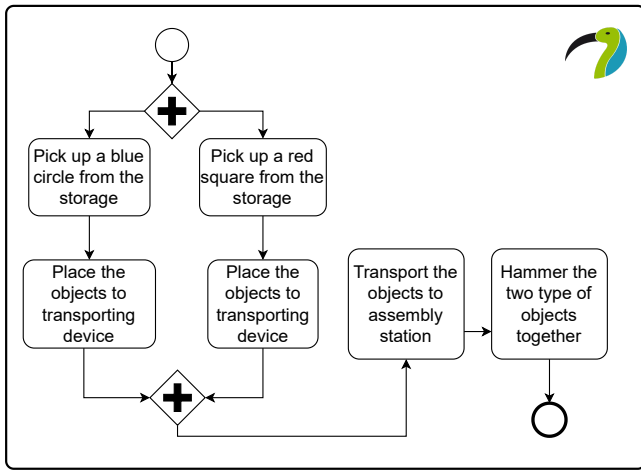 Pick up a blue
circle from the
storage
Pick up a red
square from the
storage
Place the
objects to
transporting
device
Place the
objects to
transporting
device
Transport the
objects to
assembly
station
Hammer the
two type of
objects
together